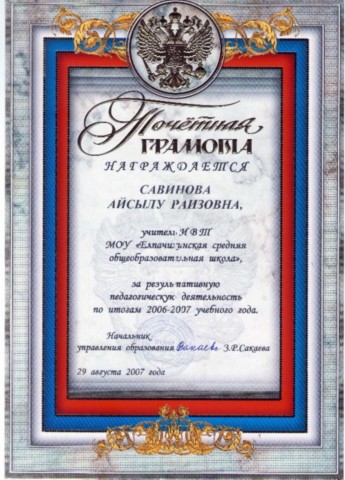 Почётная
ГРАМОТА
НАГРАЖДАЕТСЯ
САВИНОВА
АЙСЫЛУ РАИЗОВНА,
учитель ИВТ
МОУ «Елпачихинская средняя
общеобразовательная школа»,
за результативную
педагогическую деятельность
по итогам 2006-2007 учебного года.
Начальник
управления образования З.Р.Сакаева
29 августа 2007 года